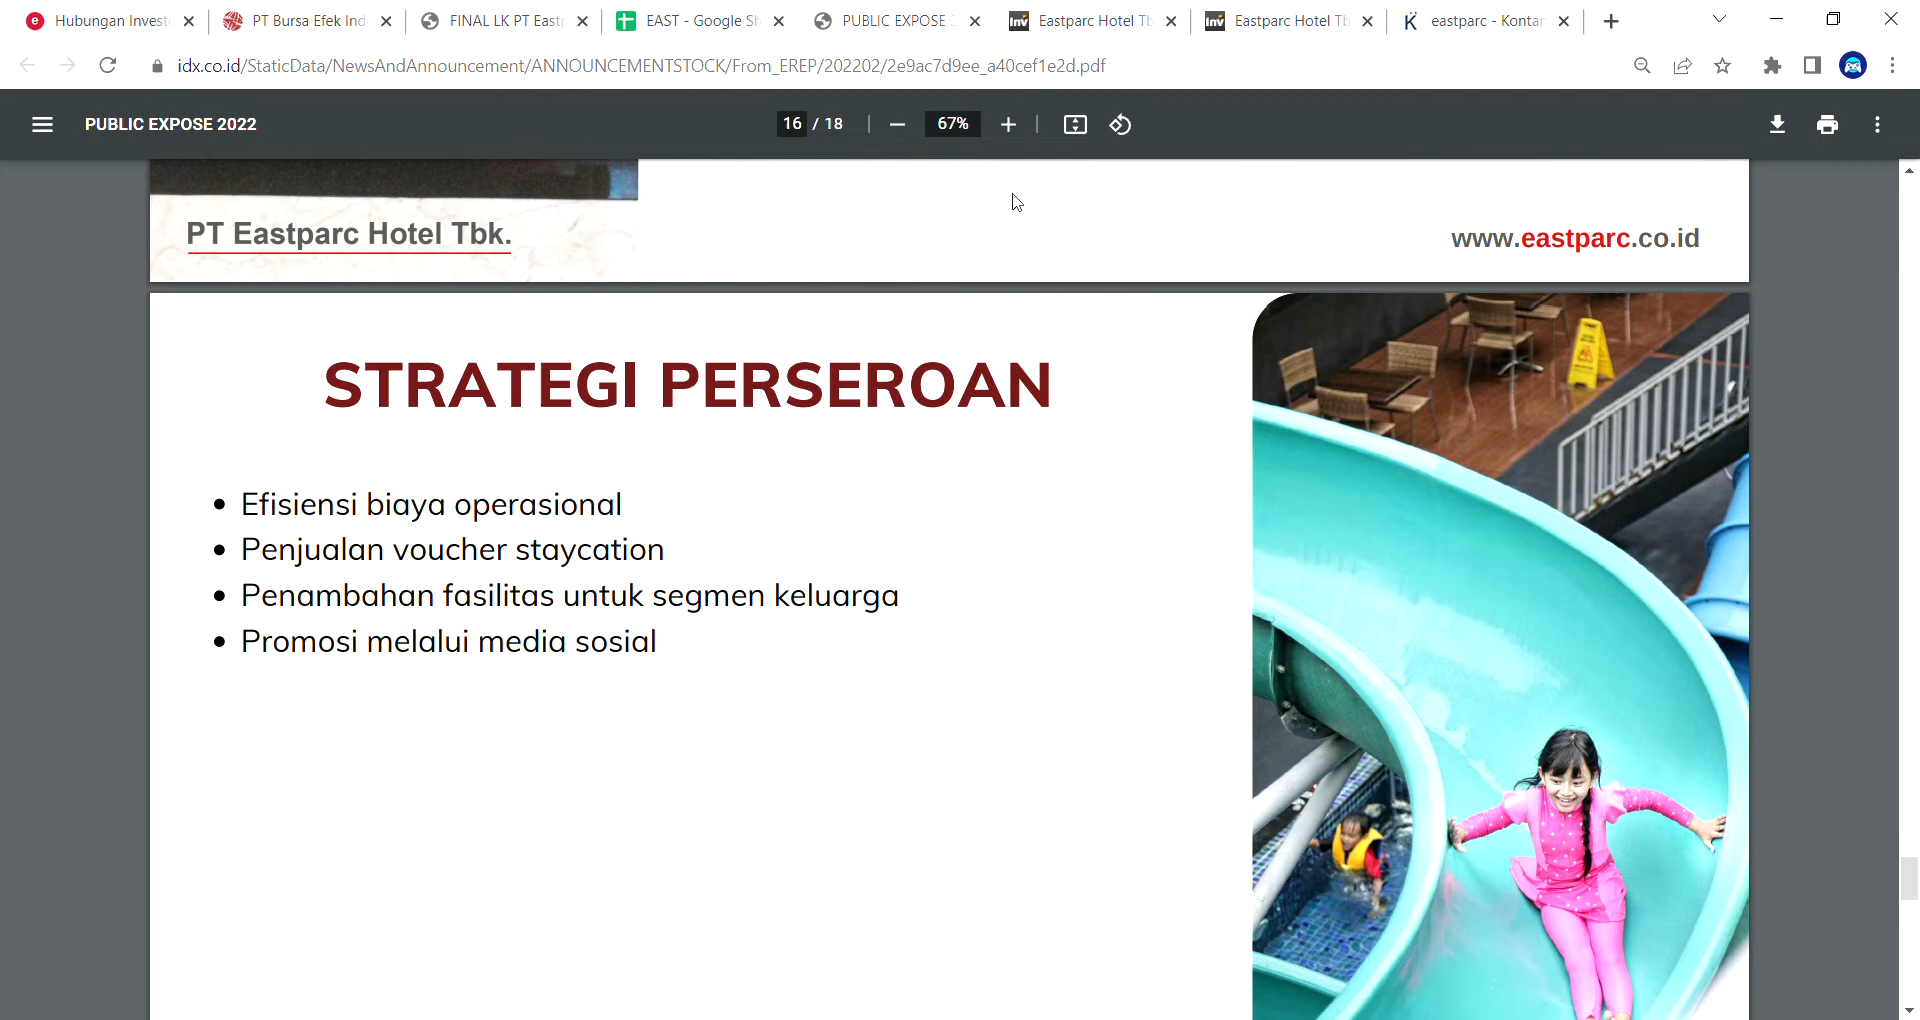 Hubungan Invest
PT Bursa Efek Ind
FINAL LK PT East
EAST - Google Sh
PUBLIC EXPOSE 2
Eastparc Hotel Tb
Eastparc Hotel Tb
eastparc - Kontan
idx.co.id/StaticData/NewsAndAnnouncement/ANNOUNCEMENTSTOCK/From_EREP/202202/2e9ac7d9ee_a40cef1e2d.pdf
PUBLIC EXPOSE 2022
16 / 18
67%
PT Eastparc Hotel Tbk.
www.eastparc.co.id
STRATEGI PERSEROAN
• Efisiensi biaya operasional
• Penjualan voucher staycation
• Penambahan fasilitas untuk segmen keluarga
• Promosi melalui media sosial